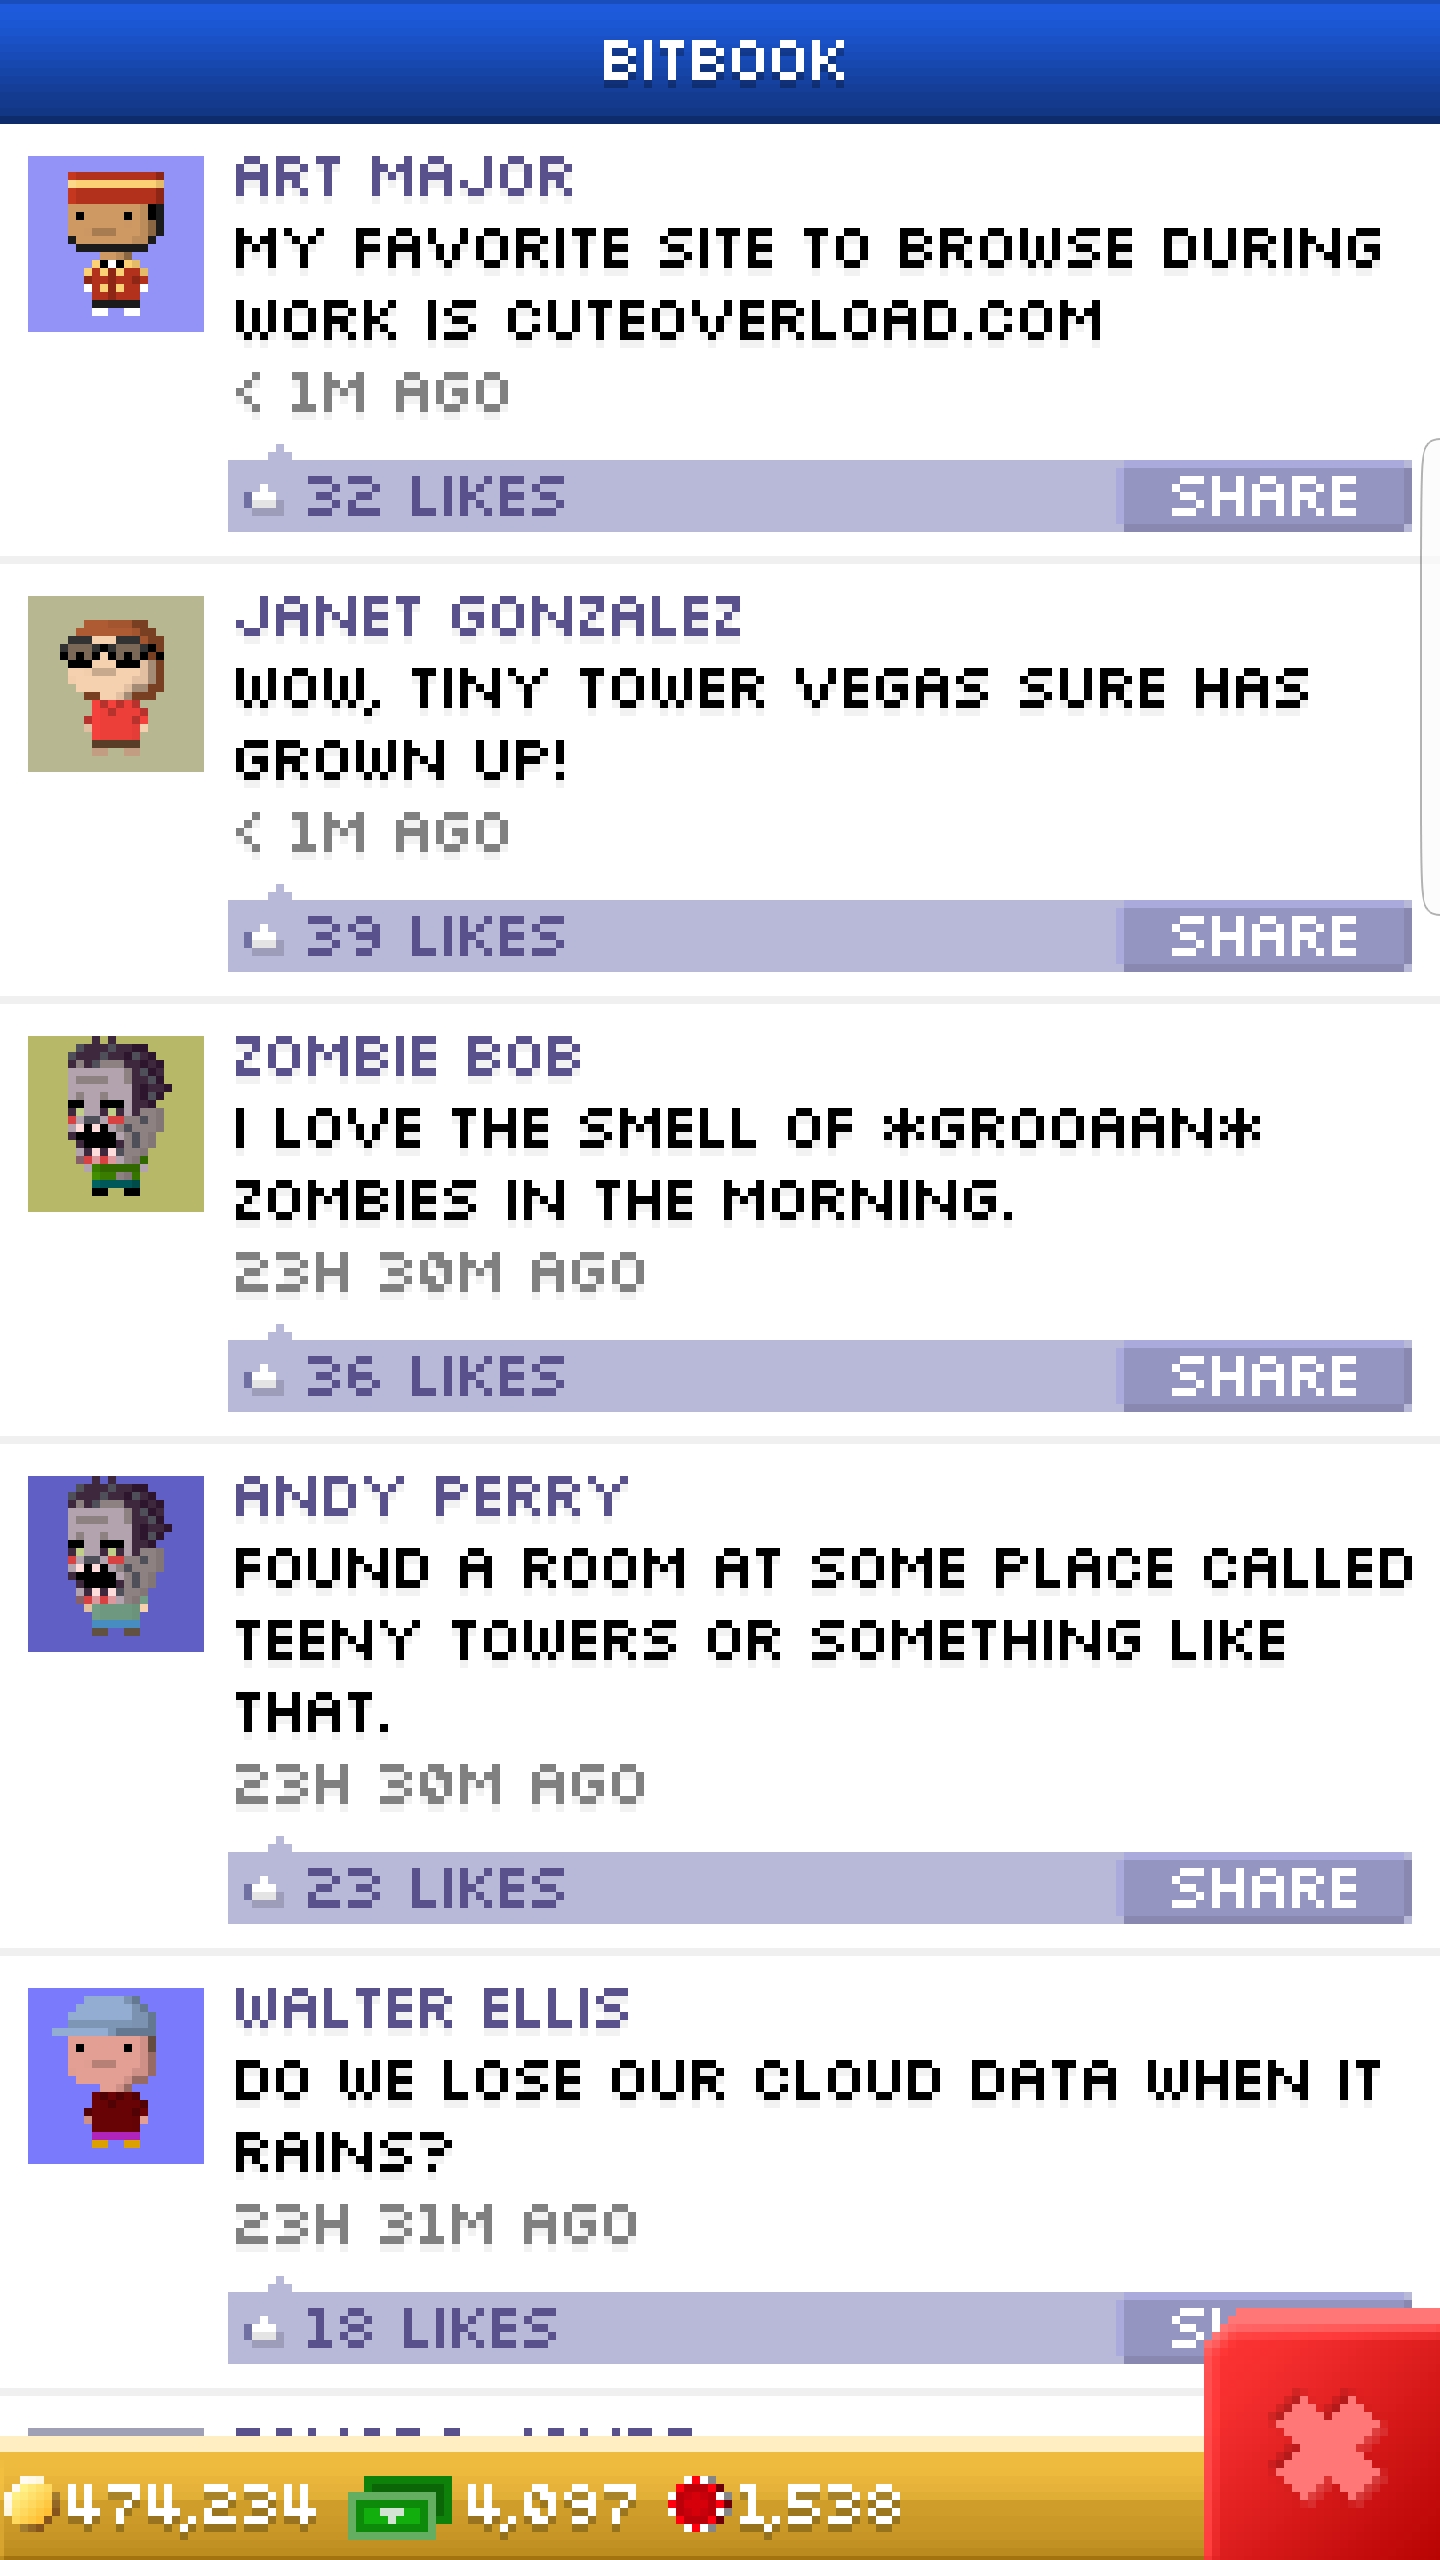 BITBOOK
ART MAJOR
MY FAVORITE SITE TO BROWSE DURING
WORK IS CUTEOVERLOAD.COM
< 1M AGO
32 LIKES SHARE
JANET GONZALEZ
WOW, TINY TOWER VEGAS SURE HAS
GROWN UP!
< 1M AGO
39 LIKES SHARE
ZOMBIE BOB
I LOVE THE SMELL OF *GROOAAN*
ZOMBIES IN THE MORNING.
23H 30M AGO
36 LIKES SHARE
ANDY PERRY
FOUND A ROOM AT SOME PLACE CALLED
TEENY TOWERS OR SOMETHING LIKE
THAT.
23H 30M AGO
23 LIKES SHARE
WALTER ELLIS
DO WE LOSE OUR CLOUD DATA WHEN IT
RAINS?
23H 31M AGO
18 LIKES
474,234 4,097 1,538